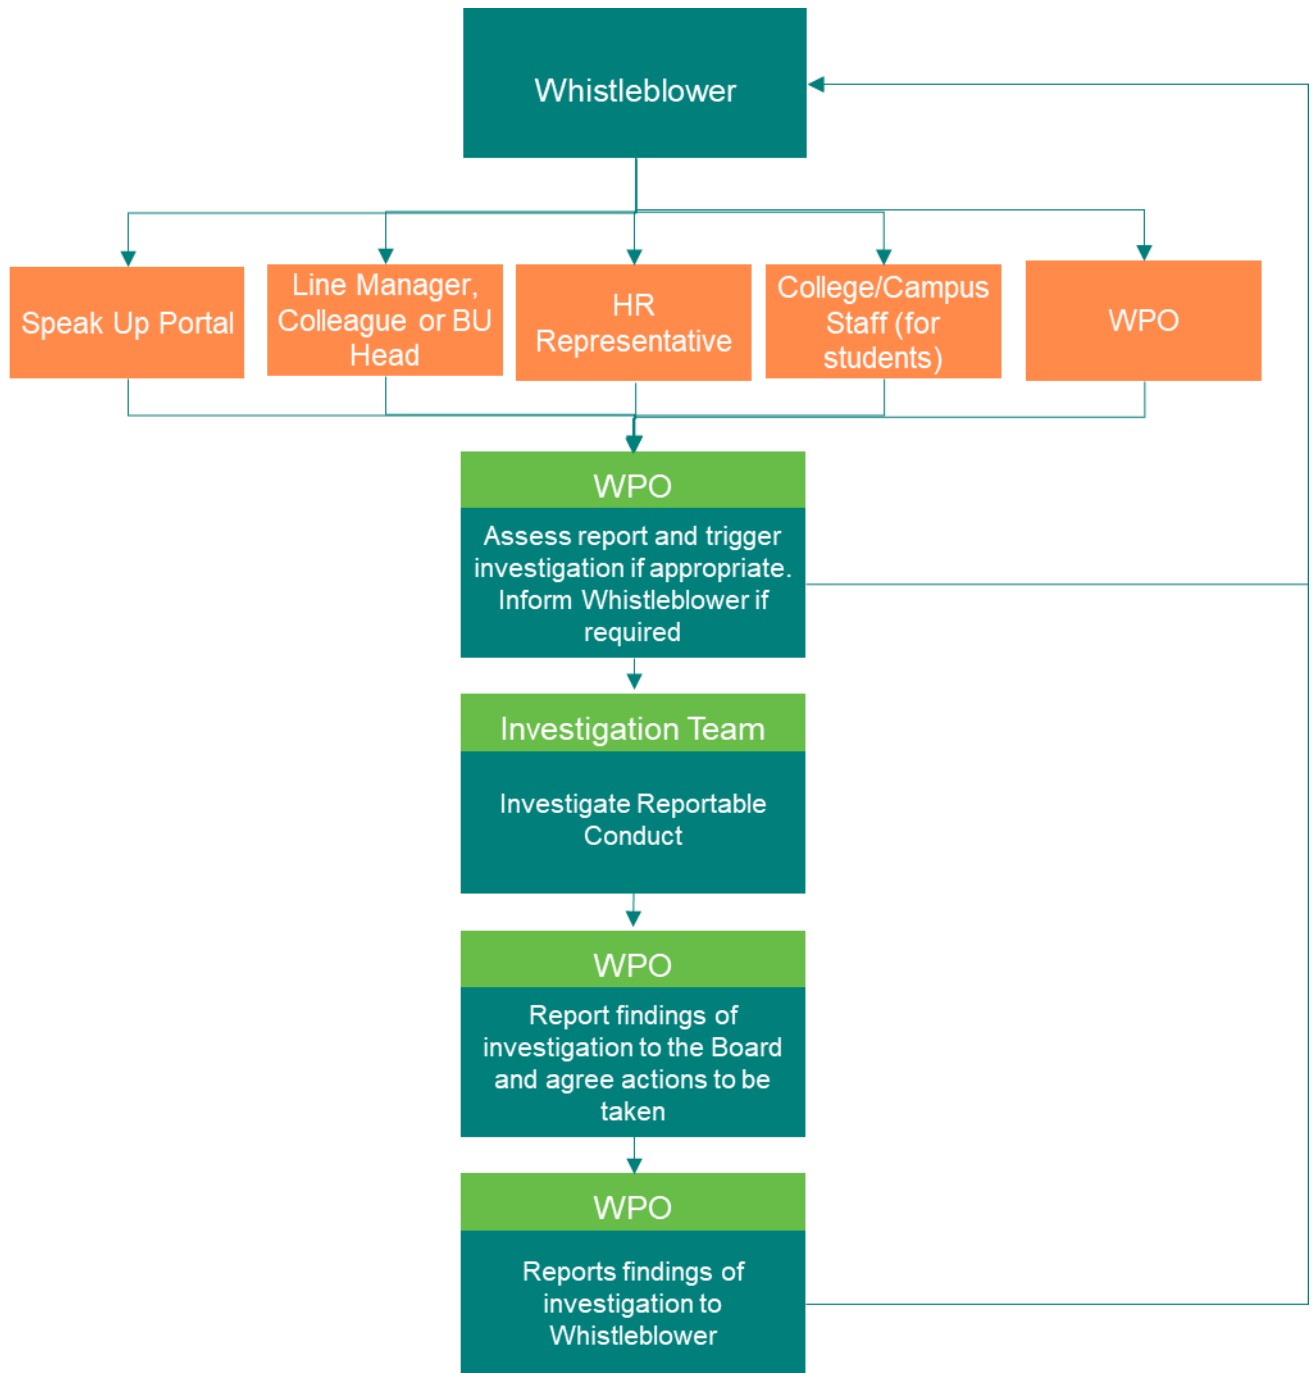 Whistleblower
Speak Up Portal
Line Manager,
Colleague or BU
Head
HR
Representative
College/Campus
Staff (for
students)
WPO
WPO
Assess report and trigger
investigation if appropriate.
Inform Whistleblower if
required
Investigation Team
Investigate Reportable
Conduct
WPO
Report findings of
investigation to the Board
and agree actions to be
taken
WPO
Reports findings of
investigation to
Whistleblower